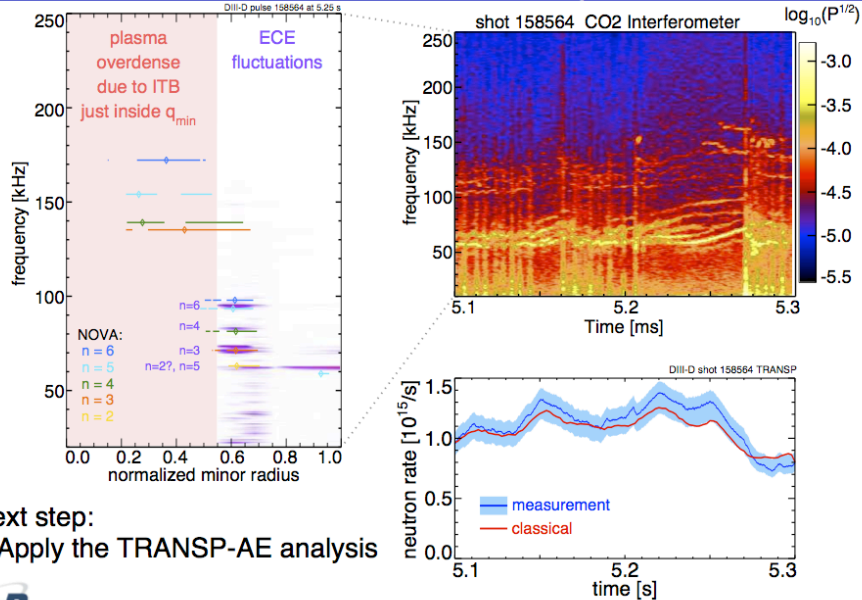 DIII-D pulse 158564 at 5.25 s
250
200
150
100
50
frequency [kHz]
plasma
overdense
due to ITB
just inside qmin
ECE
fluctuations
n=6
n=4
n=3
n=2?, n=5
NOVA:
n = 6
n = 5
n = 4
n = 3
n = 2
0.0 0.2 0.4 0.6 0.8 1.0
normalized minor radius
shot 158564 CO2 Interferometer
log10(P1/2)
250
200
150
100
50
frequency [kHz]
5.1 5.2 5.3
Time [ms]
-3.0
-3.5
-4.0
-4.5
-5.0
-5.5
DIII-D shot 158564 TRANSP
1.5
1.0
0.5
0.0
neutron rate [1015/s]
measurement
classical
5.1 5.2 5.3
time [s]
ext step:
Apply the TRANSP-AE analysis